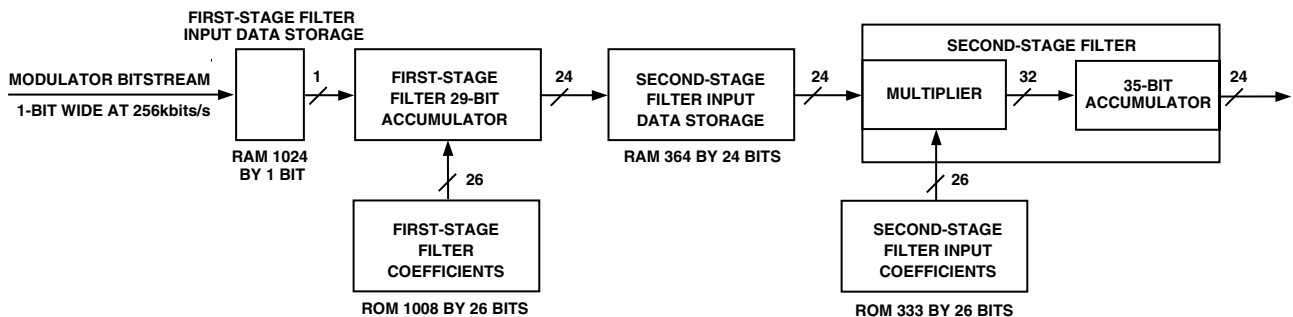 FIRST-STAGE FILTER
INPUT DATA STORAGE
MODULATOR BITSTREAM
1-BIT WIDE AT 256kbits/s
RAM 1024
BY 1 BIT
1
FIRST-STAGE
FILTER 29-BIT
ACCUMULATOR
26
FIRST-STAGE
FILTER
COEFFICIENTS
ROM 1008 BY 26 BITS
24
SECOND-STAGE
FILTER INPUT
DATA STORAGE
RAM 364 BY 24 BITS
24
SECOND-STAGE FILTER
MULTIPLIER
32
35-BIT
ACCUMULATOR
24
26
SECOND-STAGE
FILTER INPUT
COEFFICIENTS
ROM 333 BY 26 BITS